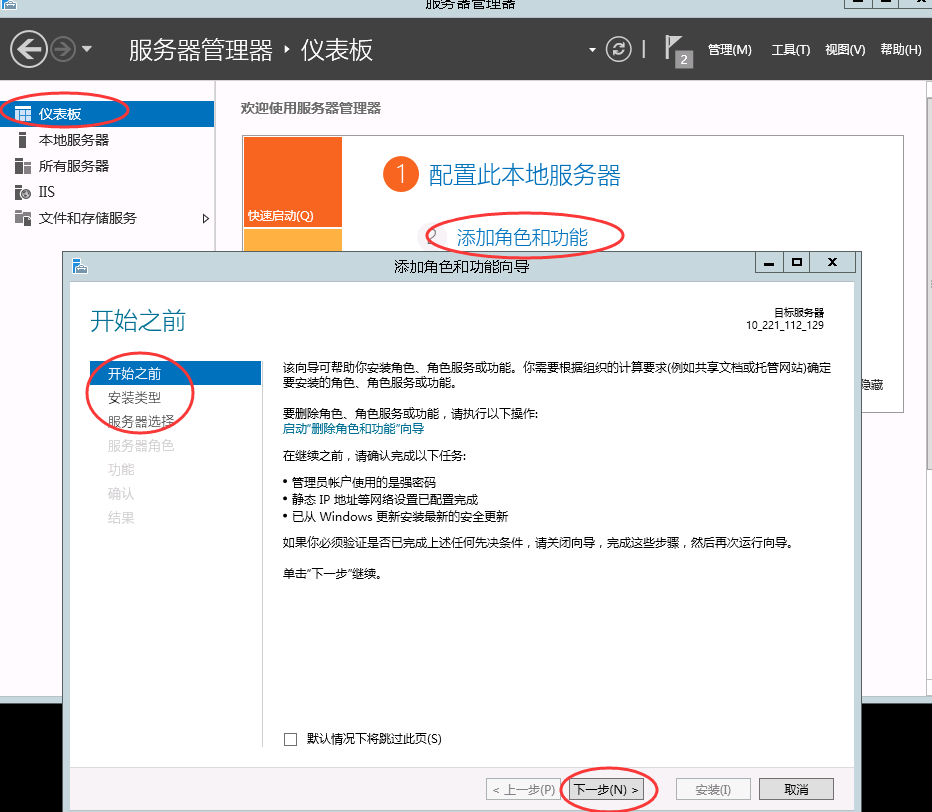 服务器管理器
服务器管理器 · 仪表板
2
管理(M) 工具(T) 视图(V) 帮助(H)
仪表板
本地服务器
所有服务器
IIS
文件和存储服务
欢迎使用服务器管理器
快速启动(Q)
1 配置此本地服务器
2 添加角色和功能
隐藏
添加角色和功能向导
开始之前
目标服务器
10_221_112_129
开始之前
安装类型
服务器选择
服务器角色
功能
确认
结果
该向导可帮助你安装角色、角色服务或功能。你需要根据组织的计算要求(例如共享文档或托管网站)确定
要安装的角色、角色服务或功能。
要删除角色、角色服务或功能，请执行以下操作:
启动"删除角色和功能"向导
在继续之前，请确认完成以下任务:
• 管理员帐户使用的是强密码
• 静态 IP 地址等网络设置已配置完成
• 已从 Windows 更新安装最新的安全更新
如果你必须验证是否已完成上述任何先决条件，请关闭向导，完成这些步骤，然后再次运行向导。
单击"下一步"继续。
默认情况下将跳过此页(S)
< 上一步(P) 下一步(N) > 安装(I) 取消